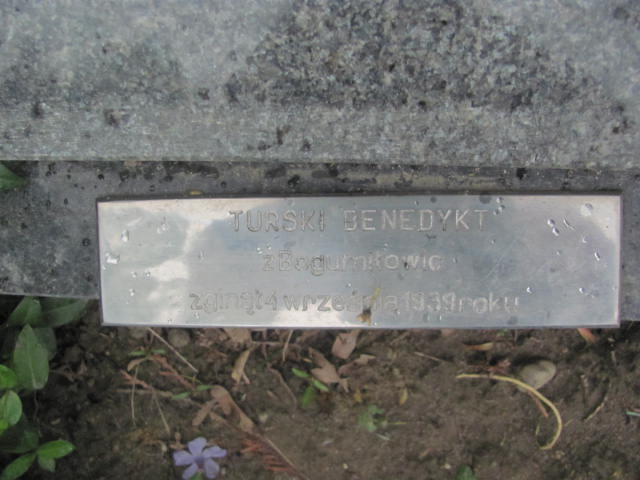 TURSKI BENEDYKT
z Bogumiłowic
zginął 4 września 1939 roku